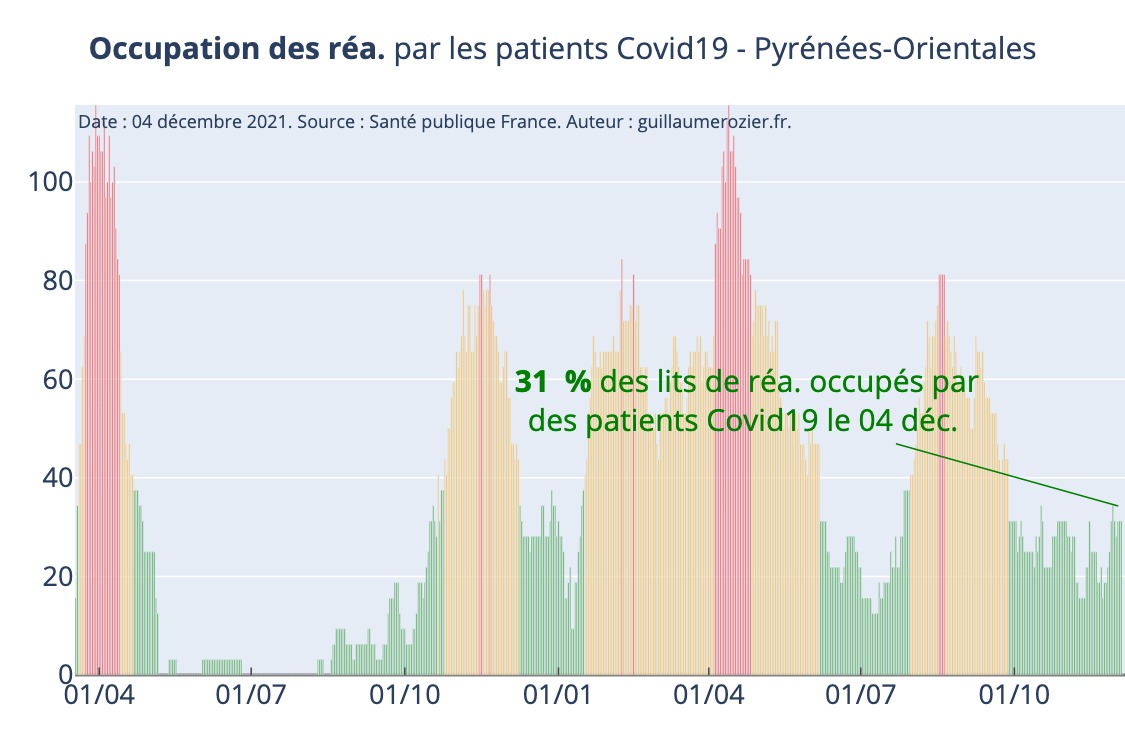 Occupation des réa. par les patients Covid19 - Pyrénées-Orientales
Date : 04 décembre 2021. Source : Santé publique France. Auteur : guillaumerozier.fr.
100
80
60
40
20
0
31 % des lits de réa. occupés par
des patients Covid19 le 04 déc.
01/04 01/07 01/10 01/01 01/04 01/07 01/10